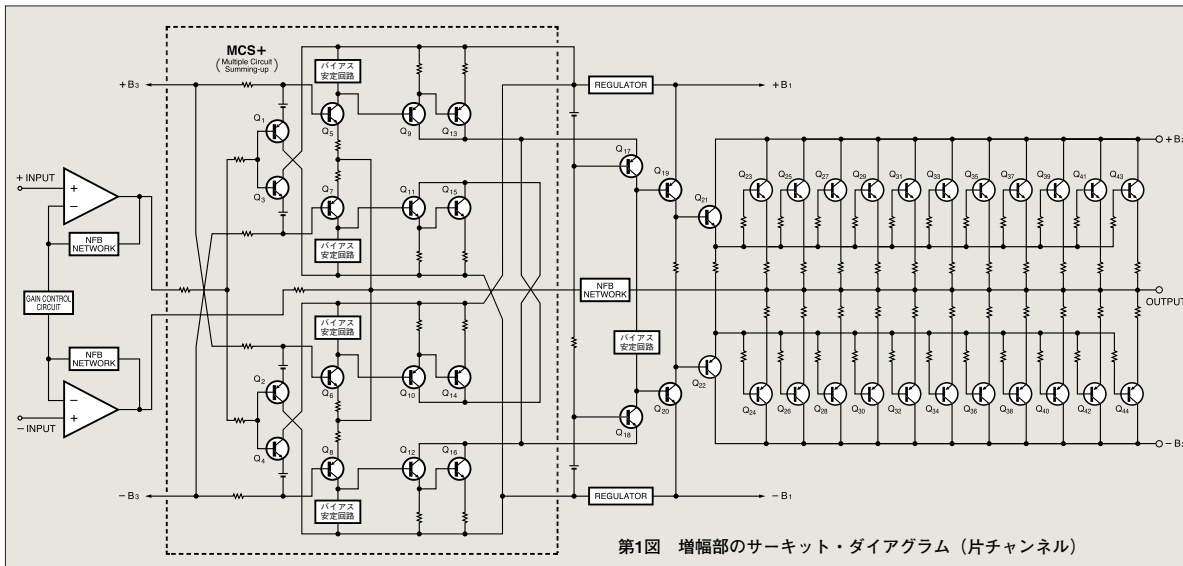 MCS+
( Multiple Circuit
Summing-up )
バイアス
安定回路
REGULATOR
+B₃
+B₁
Q₁
Q₅
Q₉
Q₁₃
+B₂
Q₁₇
Q₁₉
Q₂₁
Q₂₃
Q₂₅
Q₂₇
Q₂₉
Q₃₁
Q₃₃
Q₃₅
Q₃₇
Q₃₉
Q₄₁
Q₄₃
+ INPUT
+
−
Q₃
Q₇
Q₁₁
Q₁₅
NFB
NETWORK
バイアス
安定回路
GAIN CONTROL
CIRCUIT
NFB
NETWORK
OUTPUT
NFB
NETWORK
バイアス
安定回路
バイアス
安定回路
−
+
− INPUT
Q₂
Q₆
Q₁₀
Q₁₄
Q₂₂
Q₂₀
Q₁₈
Q₂₄
Q₂₆
Q₂₈
Q₃₀
Q₃₂
Q₃₄
Q₃₆
Q₃₈
Q₄₀
Q₄₂
Q₄₄
Q₄
Q₈
Q₁₂
Q₁₆
− B₂
− B₃
バイアス
安定回路
REGULATOR
− B₁
第1図 増幅部のサーキット・ダイアグラム（片チャンネル）